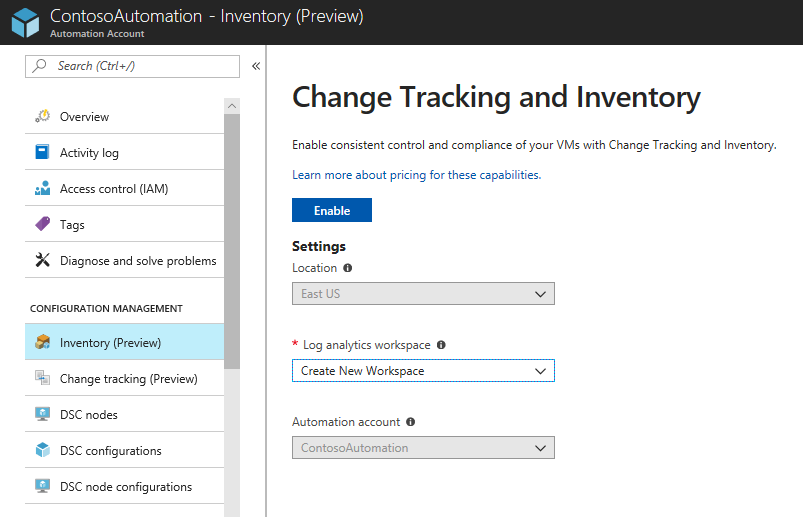 ContosoAutomation - Inventory (Preview)
Automation Account
Search (Ctrl+/)
Overview
Activity log
Access control (IAM)
Tags
Diagnose and solve problems
CONFIGURATION MANAGEMENT
Inventory (Preview)
Change tracking (Preview)
DSC nodes
DSC configurations
DSC node configurations
Change Tracking and Inventory
Enable consistent control and compliance of your VMs with Change Tracking and Inventory.
Learn more about pricing for these capabilities.
Enable
Settings
Location
East US
* Log analytics workspace
Create New Workspace
Automation account
ContosoAutomation